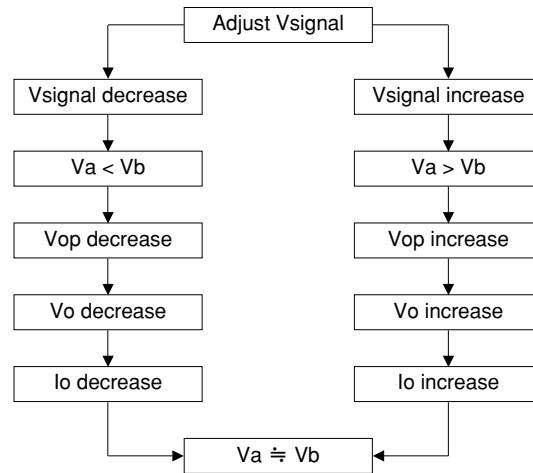 Adjust Vsignal
Vsignal decrease
Vsignal increase
Va < Vb
Va > Vb
Vop decrease
Vop increase
Vo decrease
Vo increase
Io decrease
Io increase
Va ≒ Vb